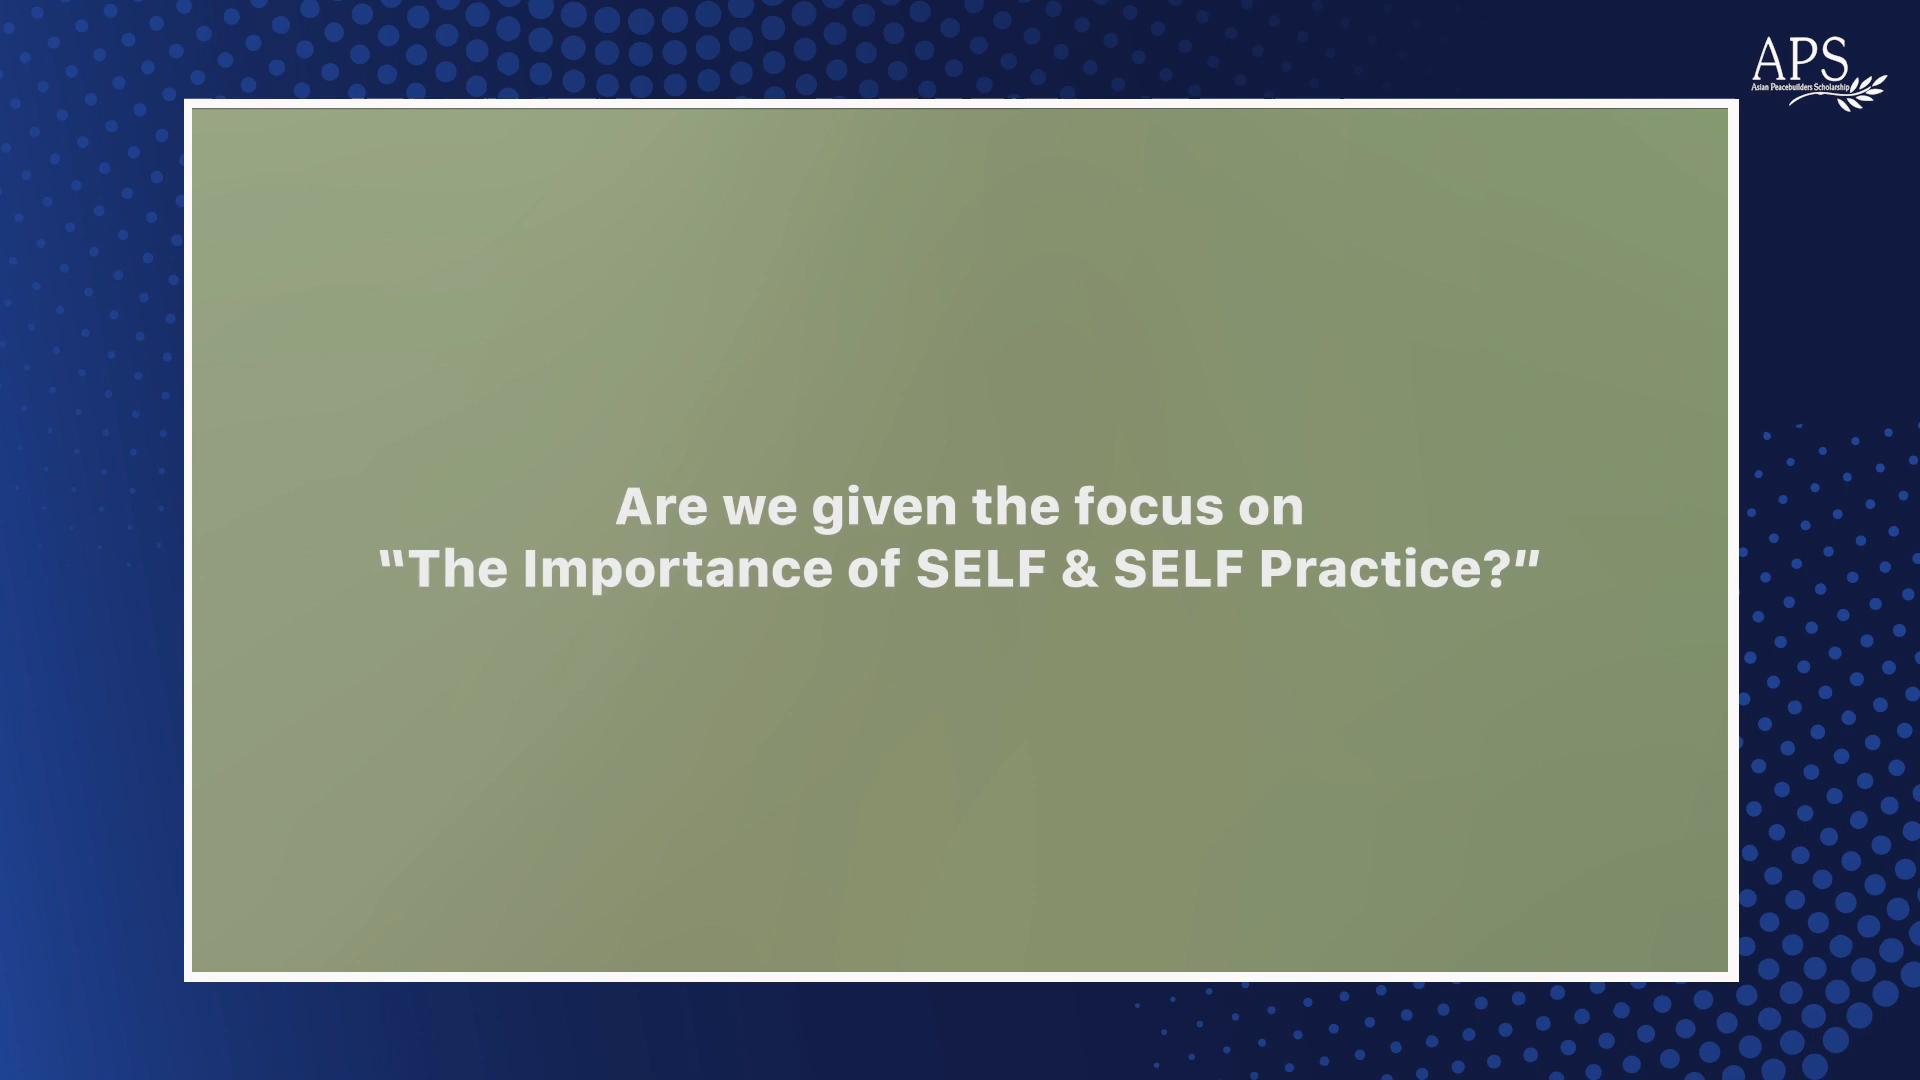 APS
Asian Peacebuilders Scholarship
Are we given the focus on
“The Importance of SELF & SELF Practice?”